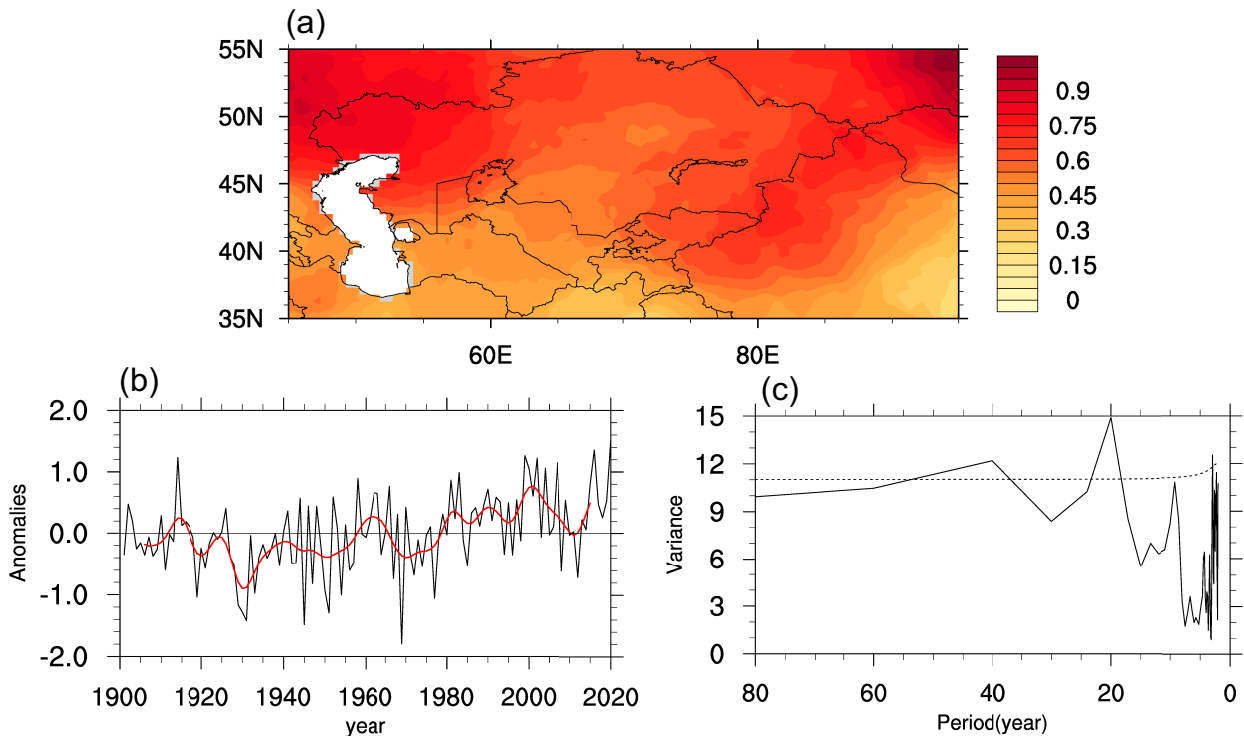 (a)
55N
50N
45N
40N
35N
60E
80E
0.9
0.75
0.6
0.45
0.3
0.15
0
(b)
2.0
1.0
0.0
-1.0
-2.0
Anomalies
1900
1920
1940
1960
1980
2000
2020
year
(c)
15
12
9
6
3
0
Variance
80
60
40
20
0
Period(year)